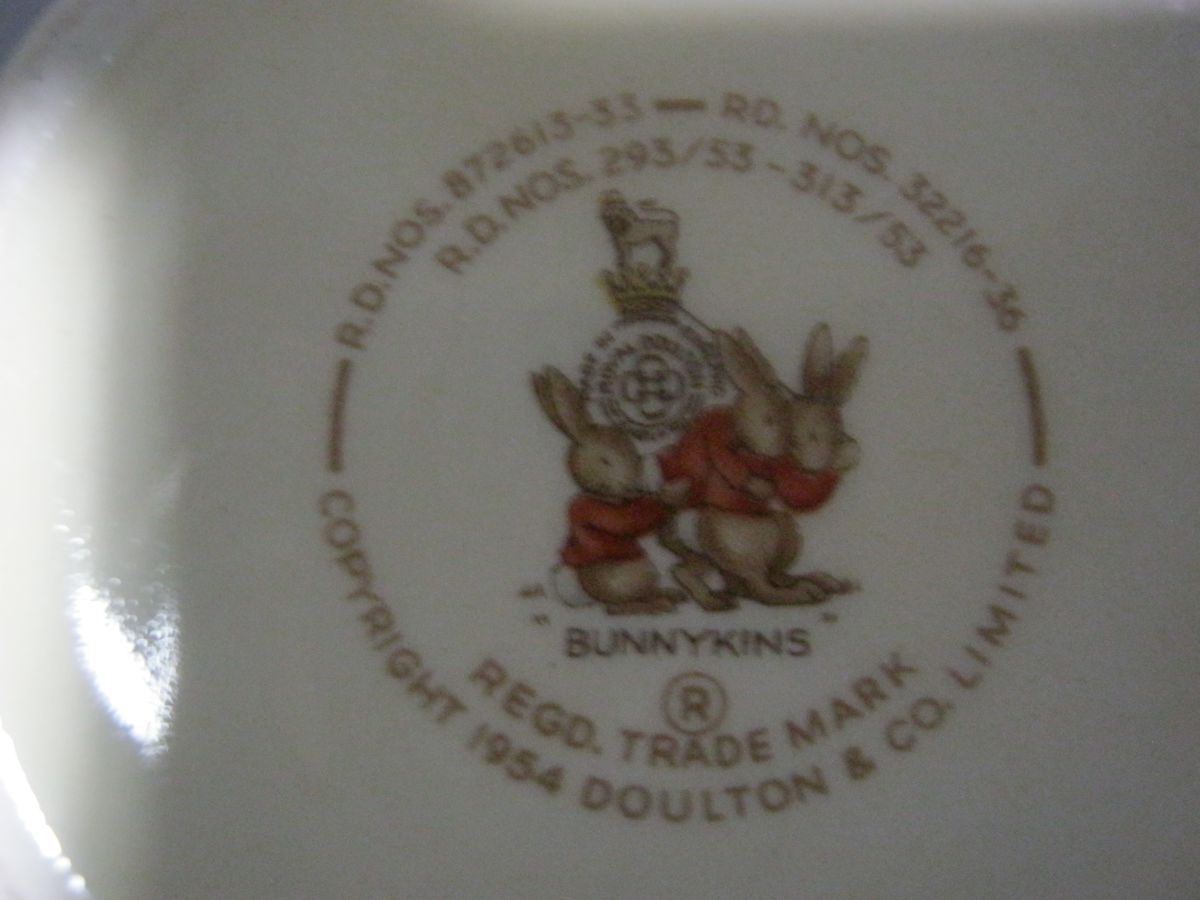 R.D.NOS. 872613-33 — RD. NOS. 32216-36
R.D. NOS. 293/53 - 313/53
" BUNNYKINS "
®
REGD. TRADE MARK
COPYRIGHT 1954 DOULTON & CO. LIMITED